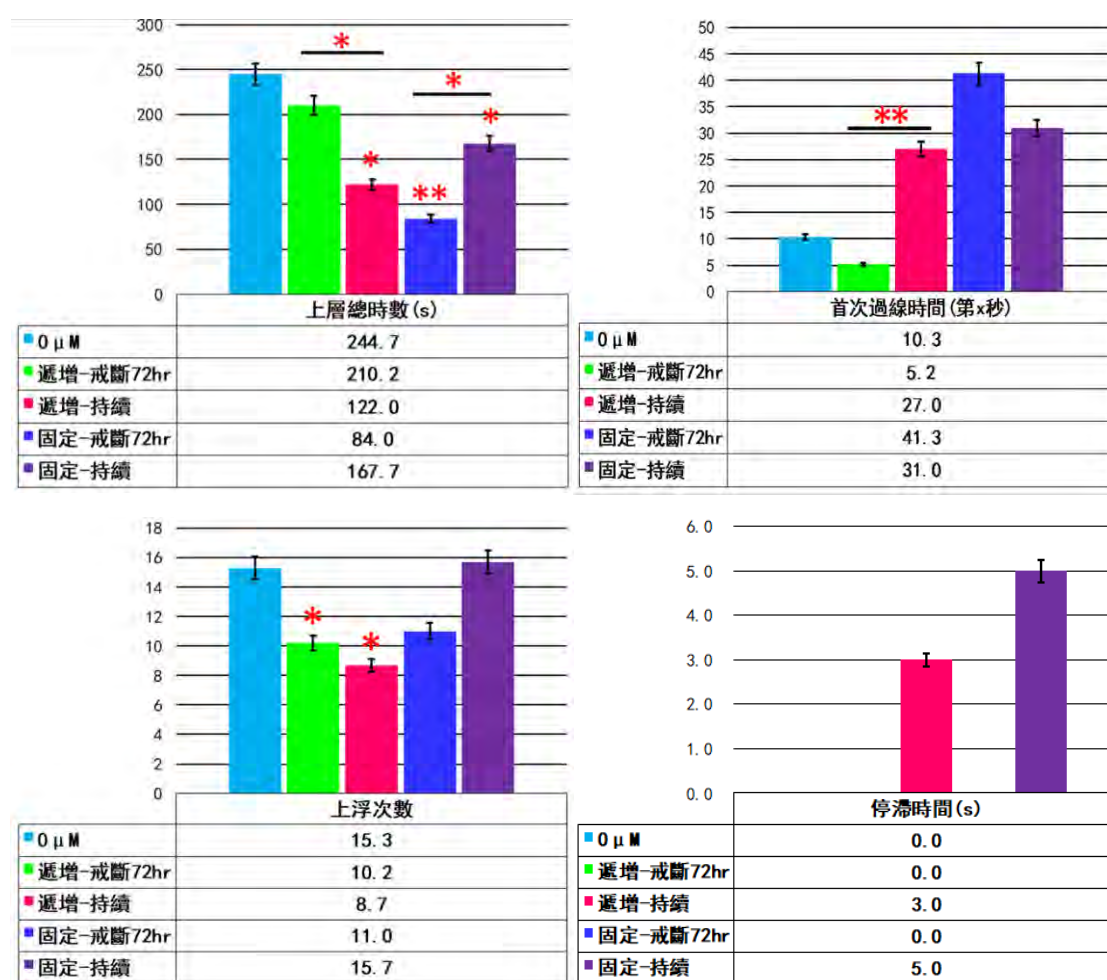 300
250
200
150
100
50
0
*
*
*
**
*
上層總時數(s)
0μM 244.7
遞增-戒斷72hr 210.2
遞增-持續 122.0
固定-戒斷72hr 84.0
固定-持續 167.7
50
45
40
35
30
25
20
15
10
5
0
**
首次過線時間(第x秒)
0μM 10.3
遞增-戒斷72hr 5.2
遞增-持續 27.0
固定-戒斷72hr 41.3
固定-持續 31.0
18
16
14
12
10
8
6
4
2
0
*
*
上浮次數
0μM 15.3
遞增-戒斷72hr 10.2
遞增-持續 8.7
固定-戒斷72hr 11.0
固定-持續 15.7
6.0
5.0
4.0
3.0
2.0
1.0
0.0
停滯時間(s)
0μM 0.0
遞增-戒斷72hr 0.0
遞增-持續 3.0
固定-戒斷72hr 0.0
固定-持續 5.0